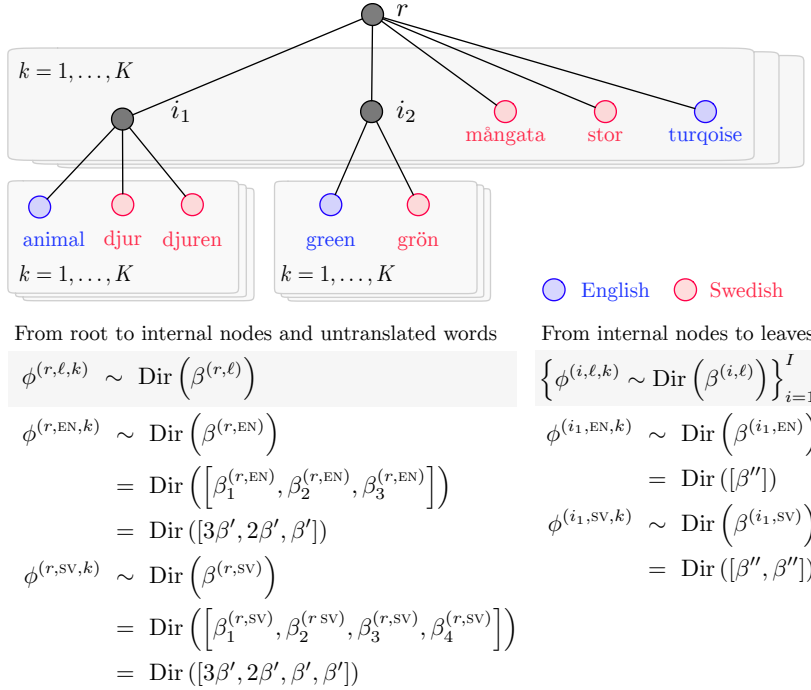 r
k = 1, . . . , K
i₁
i₂
mångata
stor
turqoise
animal
djur
djuren
green
grön
k = 1, . . . , K
k = 1, . . . , K
English
Swedish
From root to internal nodes and untranslated words
ϕ^(r,ℓ,k) ∼ Dir(β^(r,ℓ))
ϕ^(r,EN,k) ∼ Dir(β^(r,EN))
= Dir([β₁^(r,EN), β₂^(r,EN), β₃^(r,EN)])
= Dir([3β′, 2β′, β′])
ϕ^(r,SV,k) ∼ Dir(β^(r,SV))
= Dir([β₁^(r,SV), β₂^(r SV), β₃^(r,SV), β₄^(r,SV)])
= Dir([3β′, 2β′, β′, β′])
From internal nodes to leaves
{ϕ^(i,ℓ,k) ∼ Dir(β^(i,ℓ))}_{i=1}^I
ϕ^(i₁,EN,k) ∼ Dir(β^(i₁,EN))
= Dir([β″])
ϕ^(i₁,SV,k) ∼ Dir(β^(i₁,SV))
= Dir([β″, β″])